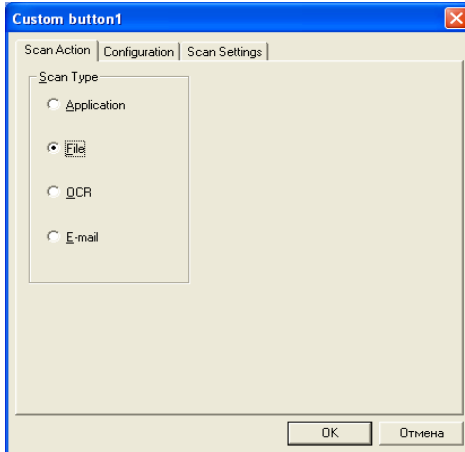 Custom button1
Scan Action Configuration Scan Settings
Scan Type
Application
File
OCR
E-mail
OK Отмена